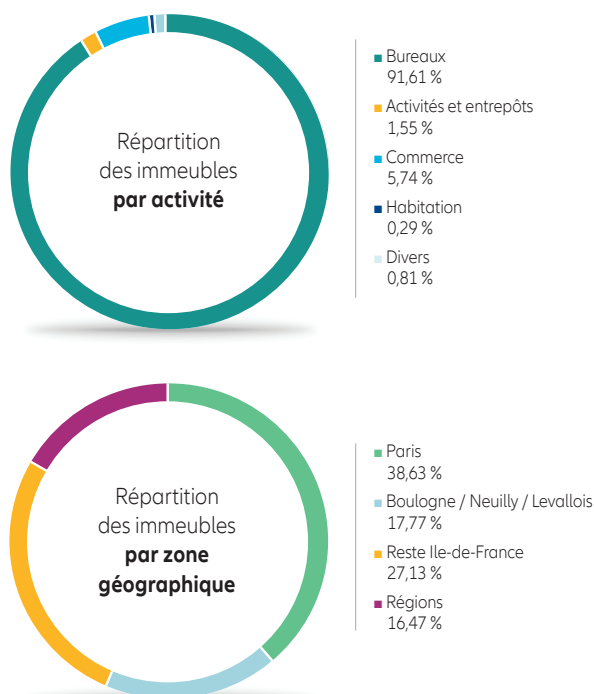 Répartition
des immeubles
par activité
Bureaux
91,61 %
Activités et entrepôts
1,55 %
Commerce
5,74 %
Habitation
0,29 %
Divers
0,81 %
Répartition
des immeubles
par zone
géographique
Paris
38,63 %
Boulogne / Neuilly / Levallois
17,77 %
Reste Ile-de-France
27,13 %
Régions
16,47 %